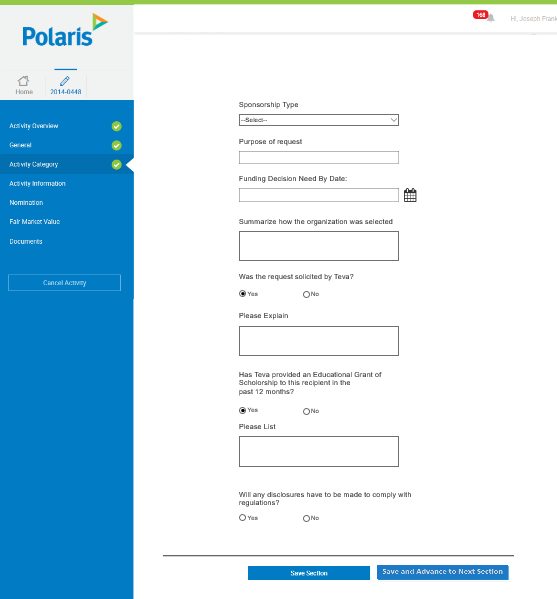 Polaris
168
Hi, Joseph Frank
Home
2014-0448
Activity Overview
General
Activity Category
Activity Information
Nomination
Fair Market Value
Documents
Cancel Activity
Sponsorship Type
--Select--
Purpose of request
Funding Decision Need By Date:
Summarize how the organization was selected
Was the request solicited by Teva?
Yes No
Please Explain
Has Teva provided an Educational Grant of
Scholorship to this recipient in the
past 12 months?
Yes No
Please List
Will any disclosures have to be made to comply with
regulations?
Yes No
Save Section
Save and Advance to Next Section